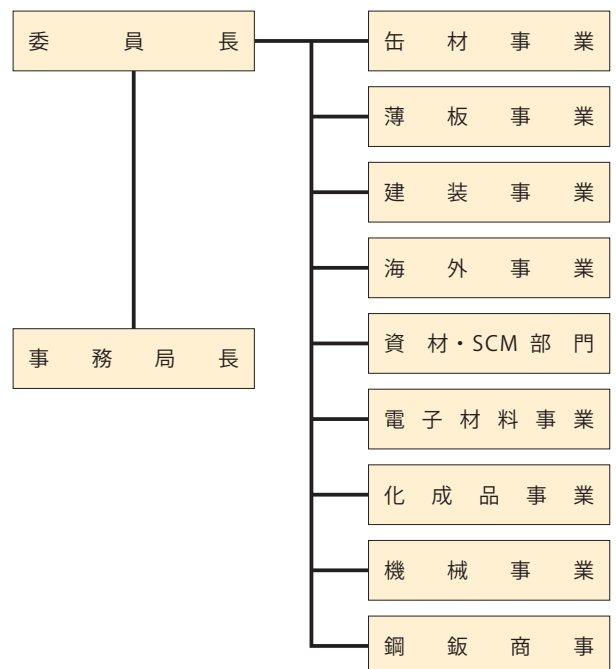 委員長
缶材事業
薄板事業
建装事業
海外事業
事務局長
資材・SCM部門
電子材料事業
化成品事業
機械事業
鋼鈑商事